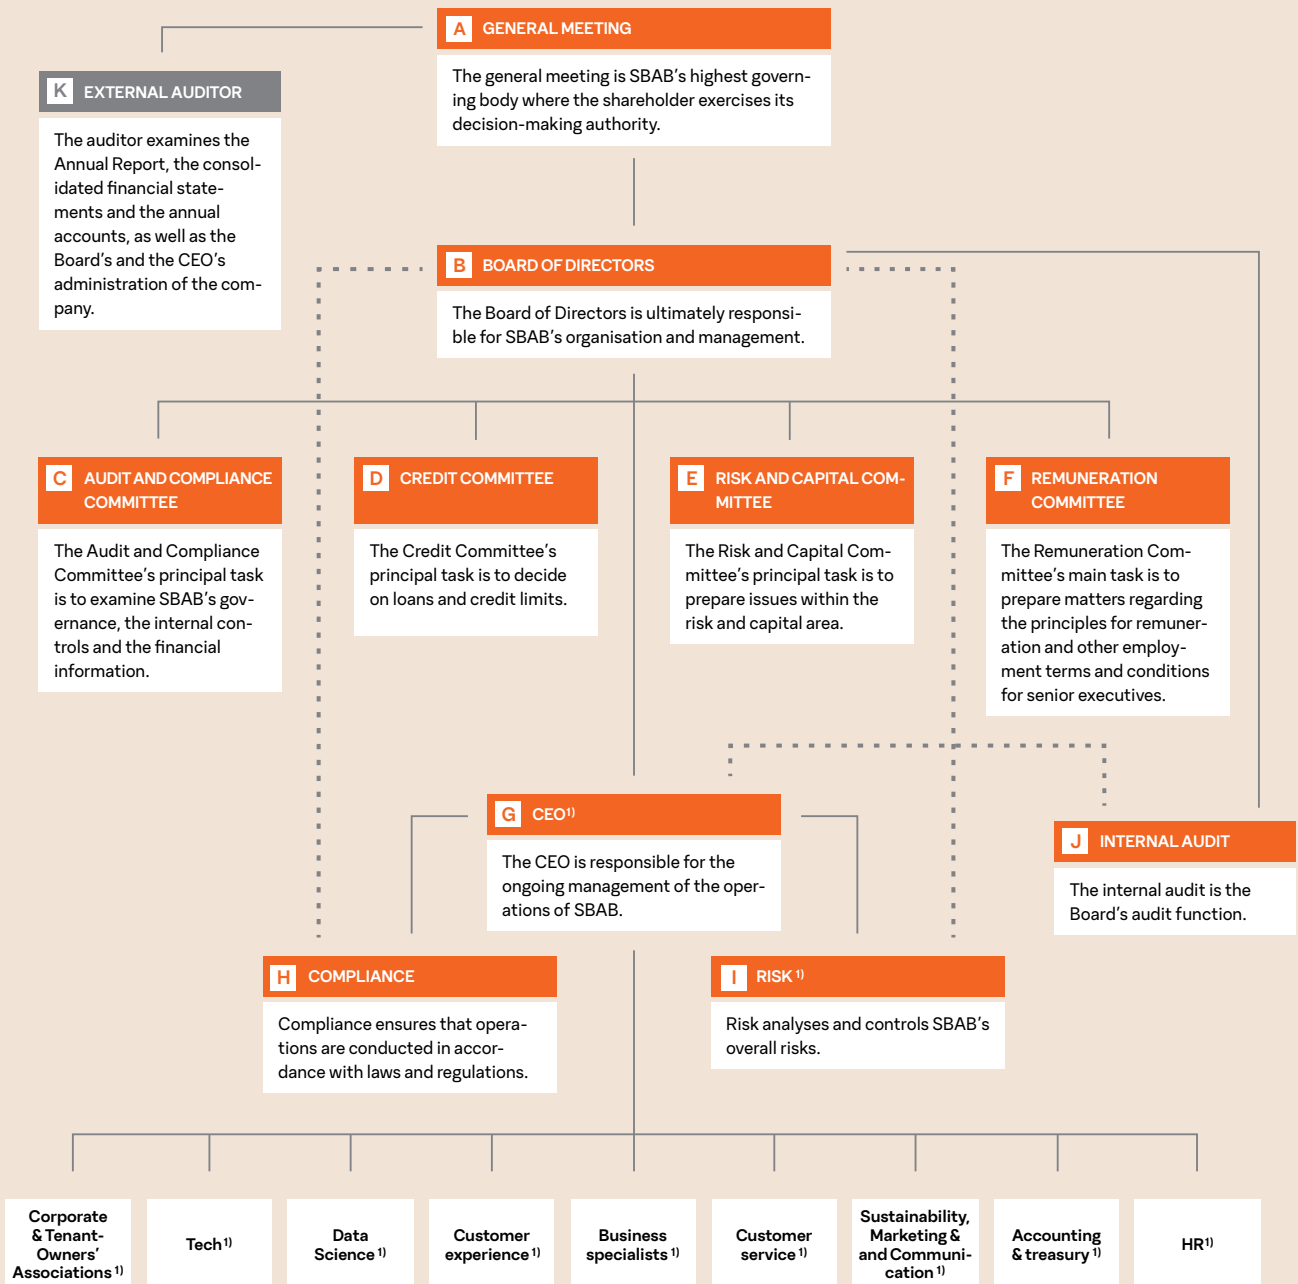 A GENERAL MEETING
The general meeting is SBAB's highest govern-
ing body where the shareholder exercises its
decision-making authority.
K EXTERNAL AUDITOR
The auditor examines the
Annual Report, the consol-
idated financial state-
ments and the annual
accounts, as well as the
Board's and the CEO's
administration of the com-
pany.
B BOARD OF DIRECTORS
The Board of Directors is ultimately responsi-
ble for SBAB's organisation and management.
C AUDIT AND COMPLIANCE
COMMITTEE
The Audit and Compliance
Committee's principal task
is to examine SBAB's gov-
ernance, the internal con-
trols and the financial
information.
D CREDIT COMMITTEE
The Credit Committee's
principal task is to decide
on loans and credit limits.
E RISK AND CAPITAL COM-
MITTEE
The Risk and Capital Com-
mittee's principal task is to
prepare issues within the
risk and capital area.
F REMUNERATION
COMMITTEE
The Remuneration Com-
mittee's main task is to
prepare matters regarding
the principles for remuner-
ation and other employ-
ment terms and conditions
for senior executives.
G CEO1)
The CEO is responsible for the
ongoing management of the oper-
ations of SBAB.
J INTERNAL AUDIT
The internal audit is the
Board's audit function.
H COMPLIANCE
Compliance ensures that opera-
tions are conducted in accor-
dance with laws and regulations.
I RISK 1)
Risk analyses and controls SBAB's
overall risks.
Corporate
& Tenant-
Owners'
Associations 1)
Tech 1)
Data
Science 1)
Customer
experience 1)
Business
specialists 1)
Customer
service 1)
Sustainability,
Marketing &
and Communi-
cation 1)
Accounting
& treasury 1)
HR1)